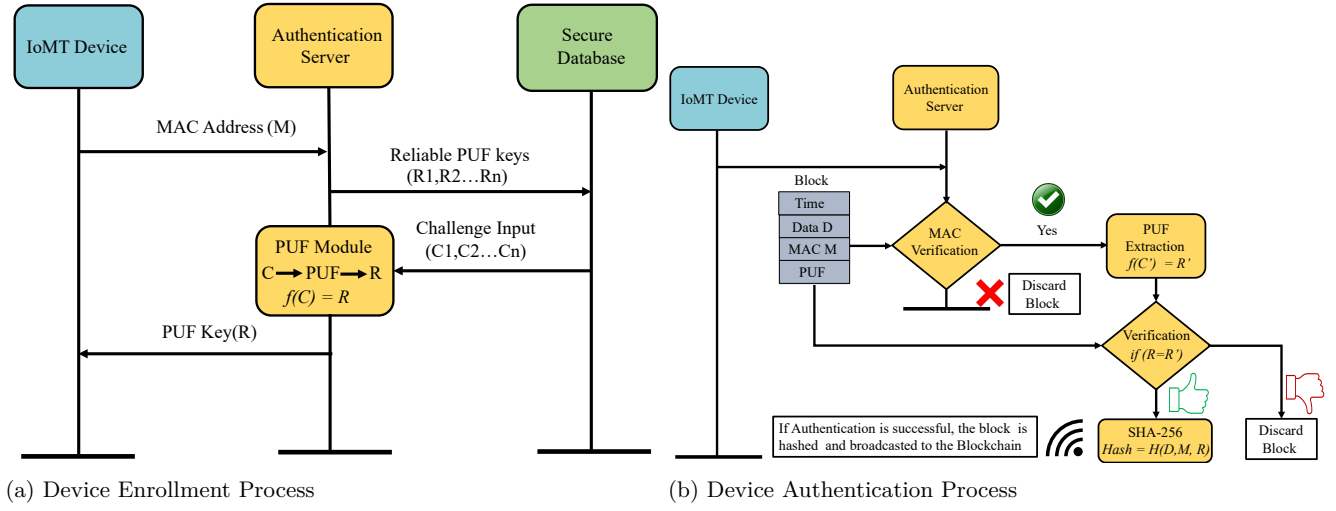 IoMT Device
Authentication
Server
Secure
Database
MAC Address (M)
Reliable PUF keys
(R1,R2…Rn)
Challenge Input
(C1,C2…Cn)
PUF Module
C PUF R
f(C) = R
PUF Key(R)
(a) Device Enrollment Process
IoMT Device
Authentication
Server
Block
Time
Data D
MAC M
PUF
MAC
Verification
Yes
PUF
Extraction
f(C') = R'
Discard
Block
Verification
if (R=R')
If Authentication is successful, the block is
hashed and broadcasted to the Blockchain
SHA-256
Hash = H(D,M, R)
Discard
Block
(b) Device Authentication Process